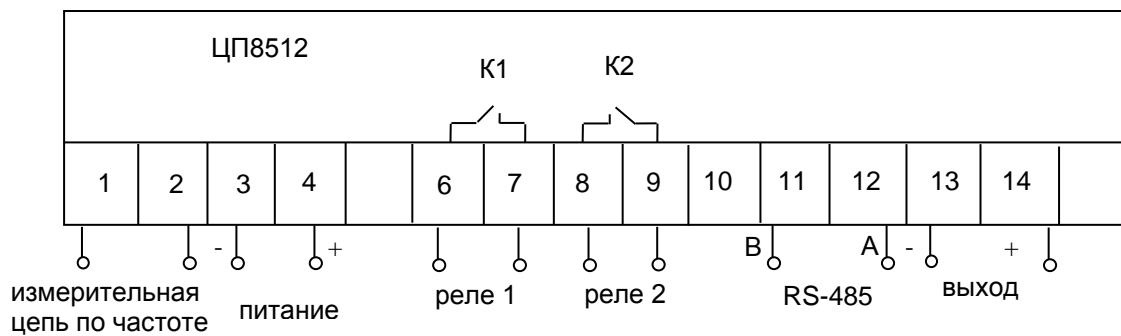 ЦП8512
К1 К2
1 2 3 4 6 7 8 9 10 11 12 13 14
- + B A - +
измерительная
цепь по частоте
питание
реле 1
реле 2
RS-485
выход